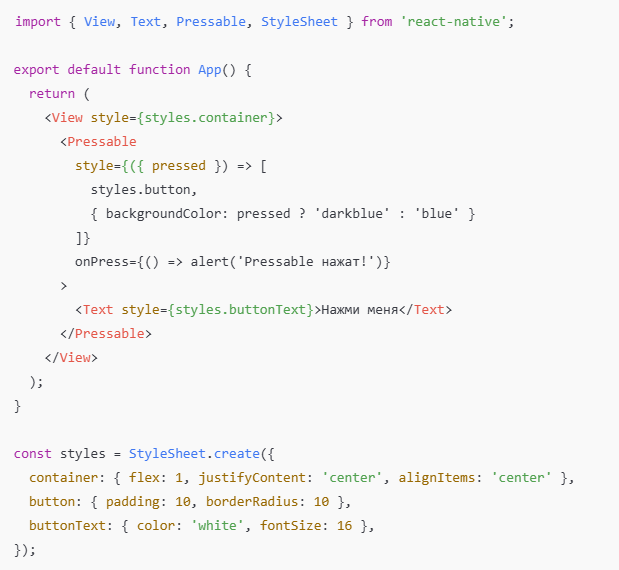 import { View, Text, Pressable, StyleSheet } from 'react-native';
export default function App() {
  return (
    <View style={styles.container}>
      <Pressable
        style={({ pressed }) => [
          styles.button,
          { backgroundColor: pressed ? 'darkblue' : 'blue' }
        ]}
        onPress={() => alert('Pressable нажат!')}
      >
        <Text style={styles.buttonText}>Нажми меня</Text>
      </Pressable>
    </View>
  );
}
const styles = StyleSheet.create({
  container: { flex: 1, justifyContent: 'center', alignItems: 'center' },
  button: { padding: 10, borderRadius: 10 },
  buttonText: { color: 'white', fontSize: 16 },
});